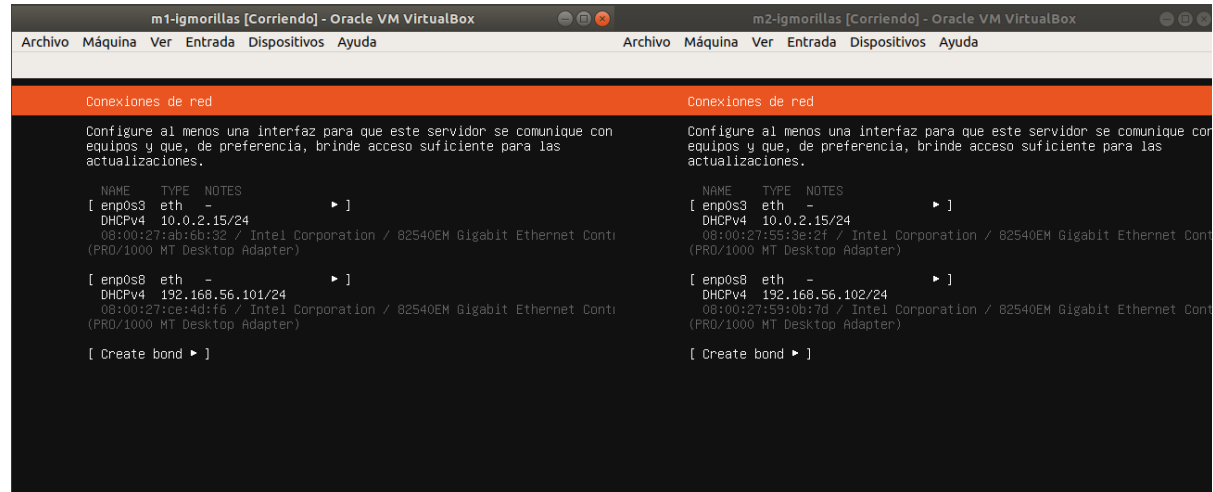 m1-igmorillas [Corriendo] - Oracle VM VirtualBox
Archivo Máquina Ver Entrada Dispositivos Ayuda
Conexiones de red
Configure al menos una interfaz para que este servidor se comunique con
equipos y que, de preferencia, brinde acceso suficiente para las
actualizaciones.
NAME TYPE NOTES
[ enp0s3 eth - ▸ ]
DHCPv4 10.0.2.15/24
08:00:27:ab:6b:32 / Intel Corporation / 82540EM Gigabit Ethernet Contr
(PRO/1000 MT Desktop Adapter)
[ enp0s8 eth - ▸ ]
DHCPv4 192.168.56.101/24
08:00:27:ce:4d:f6 / Intel Corporation / 82540EM Gigabit Ethernet Contr
(PRO/1000 MT Desktop Adapter)
[ Create bond ▸ ]
m2-igmorillas [Corriendo] - Oracle VM VirtualBox
Archivo Máquina Ver Entrada Dispositivos Ayuda
Conexiones de red
Configure al menos una interfaz para que este servidor se comunique con
equipos y que, de preferencia, brinde acceso suficiente para las
actualizaciones.
NAME TYPE NOTES
[ enp0s3 eth - ▸ ]
DHCPv4 10.0.2.15/24
08:00:27:55:3e:2f / Intel Corporation / 82540EM Gigabit Ethernet Cont
(PRO/1000 MT Desktop Adapter)
[ enp0s8 eth - ▸ ]
DHCPv4 192.168.56.102/24
08:00:27:59:0b:7d / Intel Corporation / 82540EM Gigabit Ethernet Cont
(PRO/1000 MT Desktop Adapter)
[ Create bond ▸ ]